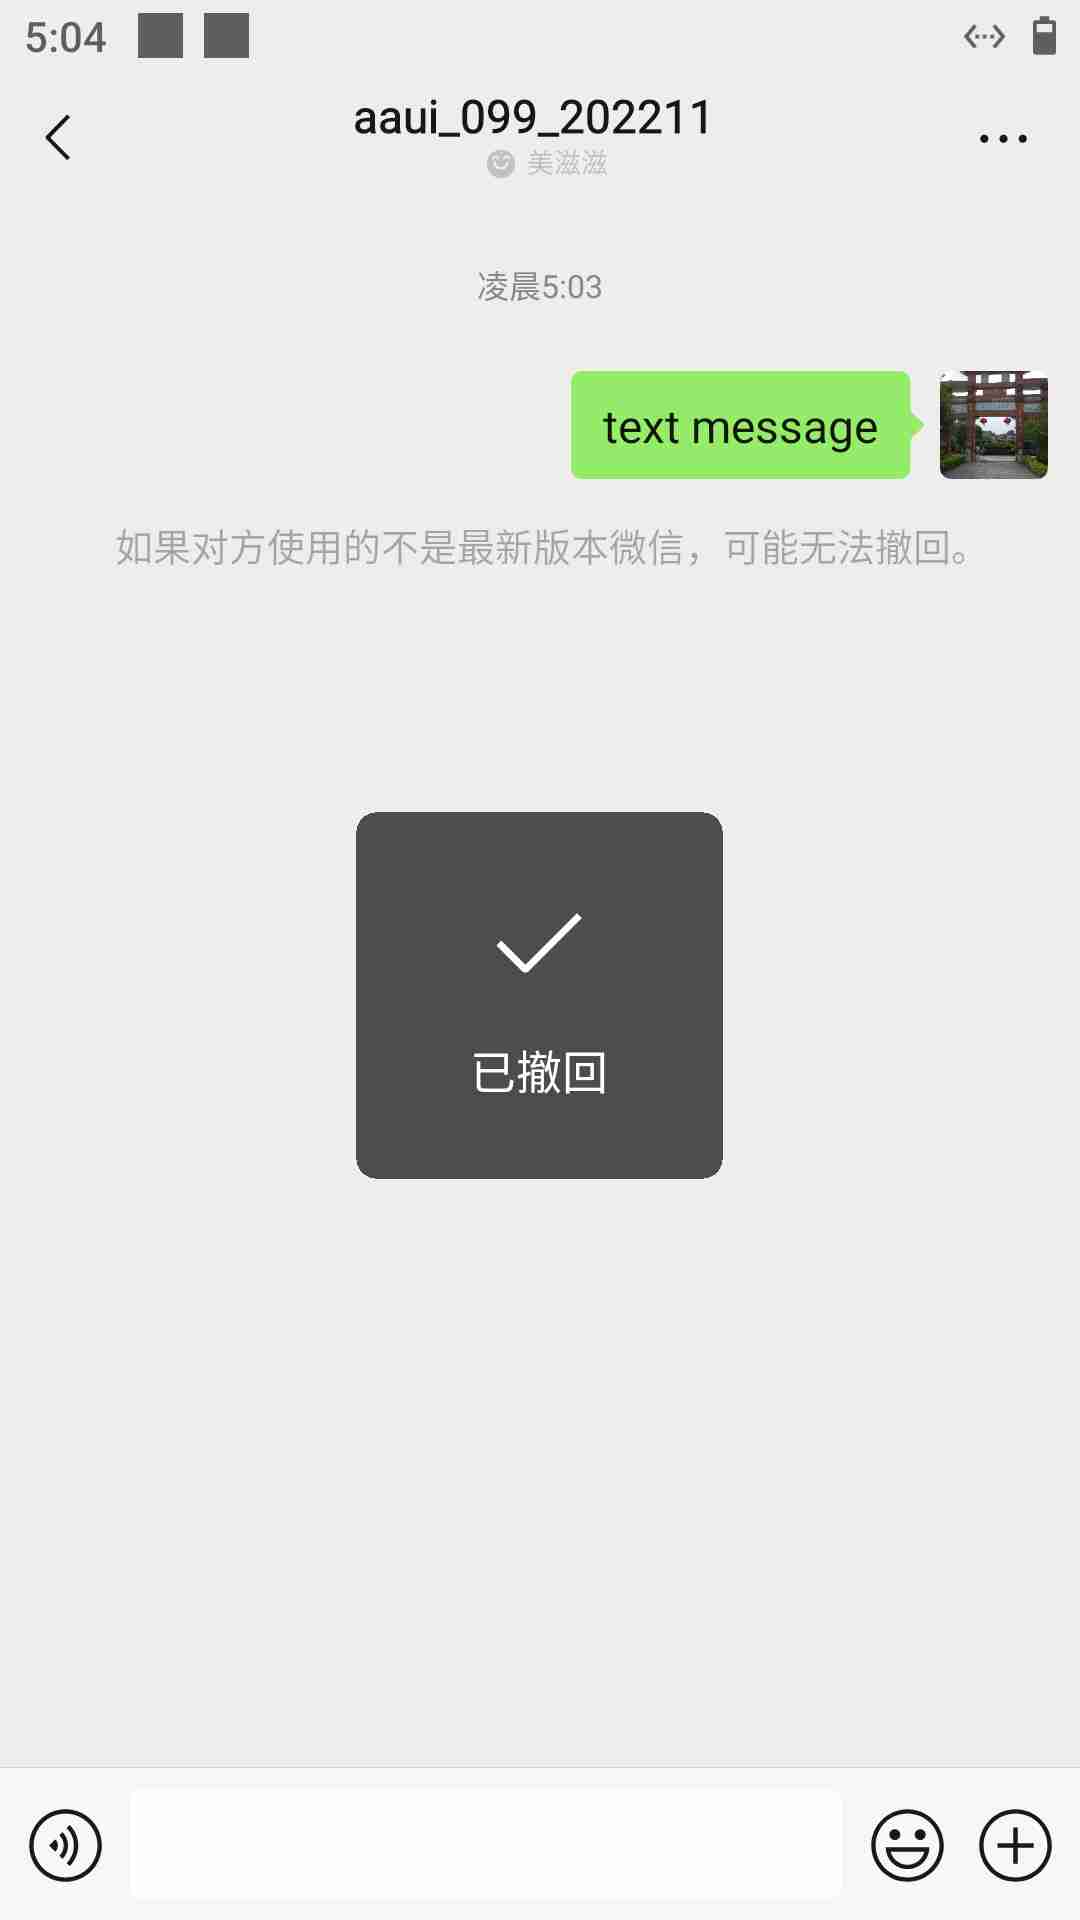 5:04
aaui_099_202211
美滋滋
凌晨5:03
text message
如果对方使用的不是最新版本微信，可能无法撤回。
已撤回